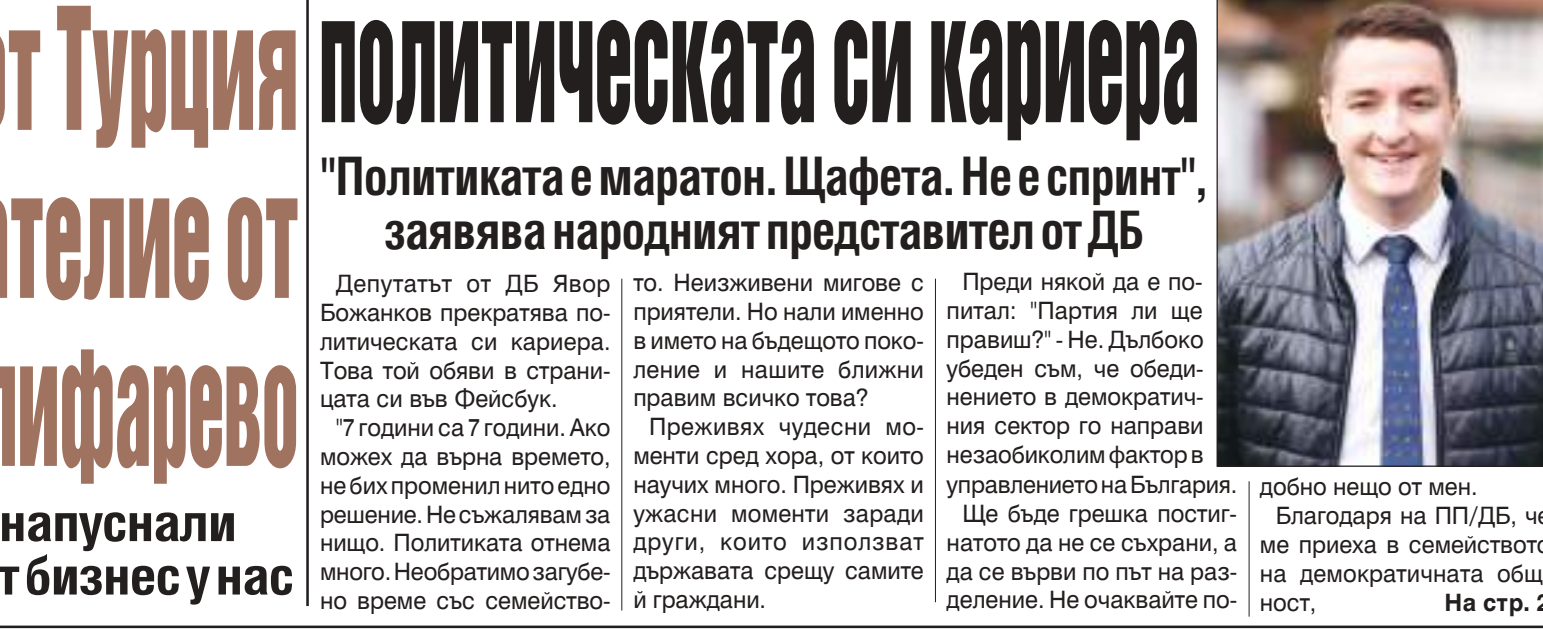 от Турция
ателие от
лифарево
напуснали
т бизнес у нас
политическата си кариера
"Политиката е маратон. Щафета. Не е спринт",
заявява народният представител от ДБ
Депутатът от ДБ Явор
Божанков прекратява по-
литическата си кариера.
Това той обяви в страни-
цата си във Фейсбук.
"7 години са 7 години. Ако
можех да върна времето,
не бих променил нито едно
решение. Не съжалявам за
нищо. Политиката отнема
много. Необратимо загубе-
но време със семейство-
то. Неизживени мигове с
приятели. Но нали именно
в името на бъдещото поко-
ление и нашите ближни
правим всичко това?
Преживях чудесни мо-
менти сред хора, от които
научих много. Преживях и
ужасни моменти заради
други, които използват
държавата срещу самите
й граждани.
Преди някой да е по-
питал: "Партия ли ще
правиш?" - Не. Дълбоко
убеден съм, че обеди-
нението в демократич-
ния сектор го направи
незаобиколим фактор в
управлението на България.
Ще бъде грешка постиг-
натото да не се съхрани, а
да се върви по път на раз-
деление. Не очаквайте по-
добно нещо от мен.
Благодаря на ПП/ДБ, че
ме приеха в семейството
на демократичната общ-
ност, На стр. 2